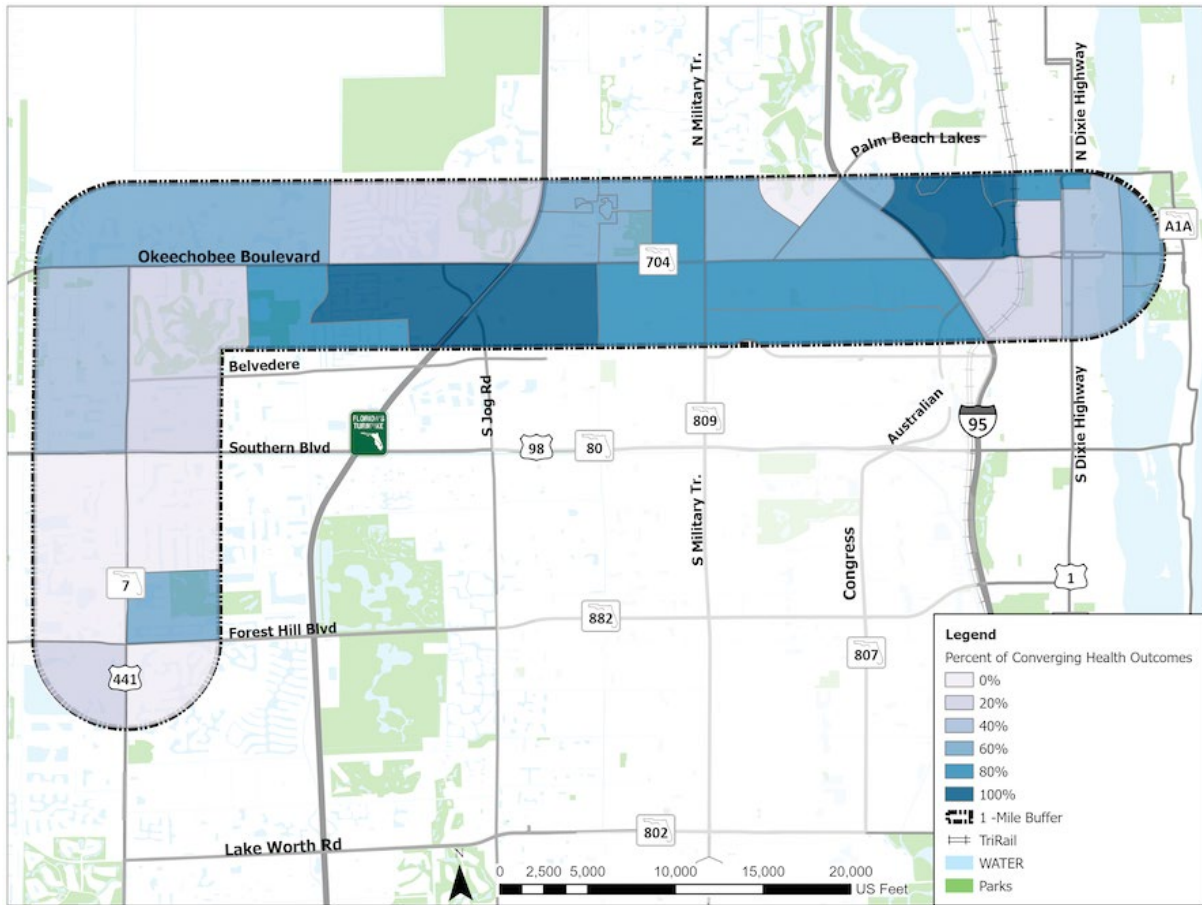 N Military Tr.
N Dixie Highway
Palm Beach Lakes
A1A
Okeechobee Boulevard
704
Belvedere
FLORIDA'S
TURNPIKE
S Jog Rd
809
Australian
95
S Dixie Highway
Southern Blvd
98
80
S Military Tr.
Congress
7
1
Forest Hill Blvd
882
807
441
Lake Worth Rd
802
N
0 2,500 5,000 10,000 15,000 20,000
US Feet
Legend
Percent of Converging Health Outcomes
0%
20%
40%
60%
80%
100%
1 -Mile Buffer
TriRail
WATER
Parks